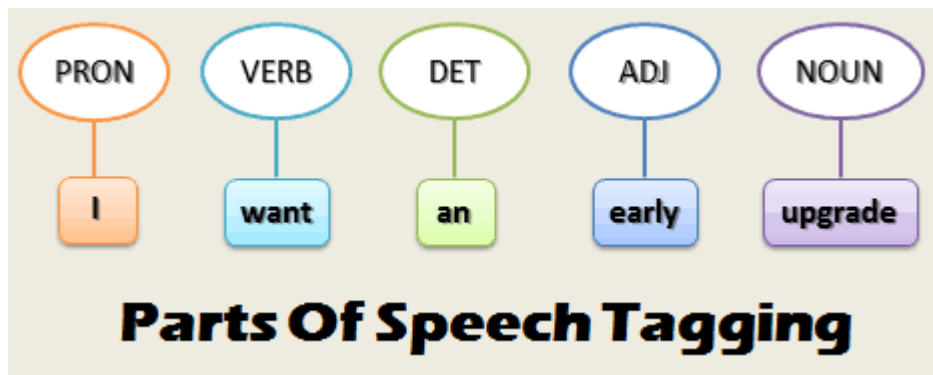 PRON VERB DET ADJ NOUN
I want an early upgrade
Parts Of Speech Tagging